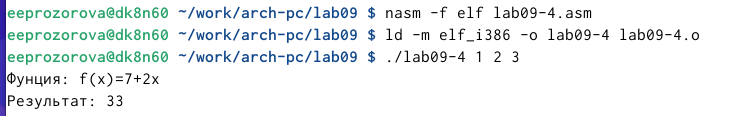 eeprozorova@dk8n60 ~/work/arch-pc/lab09 $ nasm -f elf lab09-4.asm
eeprozorova@dk8n60 ~/work/arch-pc/lab09 $ ld -m elf_i386 -o lab09-4 lab09-4.o
eeprozorova@dk8n60 ~/work/arch-pc/lab09 $ ./lab09-4 1 2 3
Фунция: f(x)=7+2x
Результат: 33